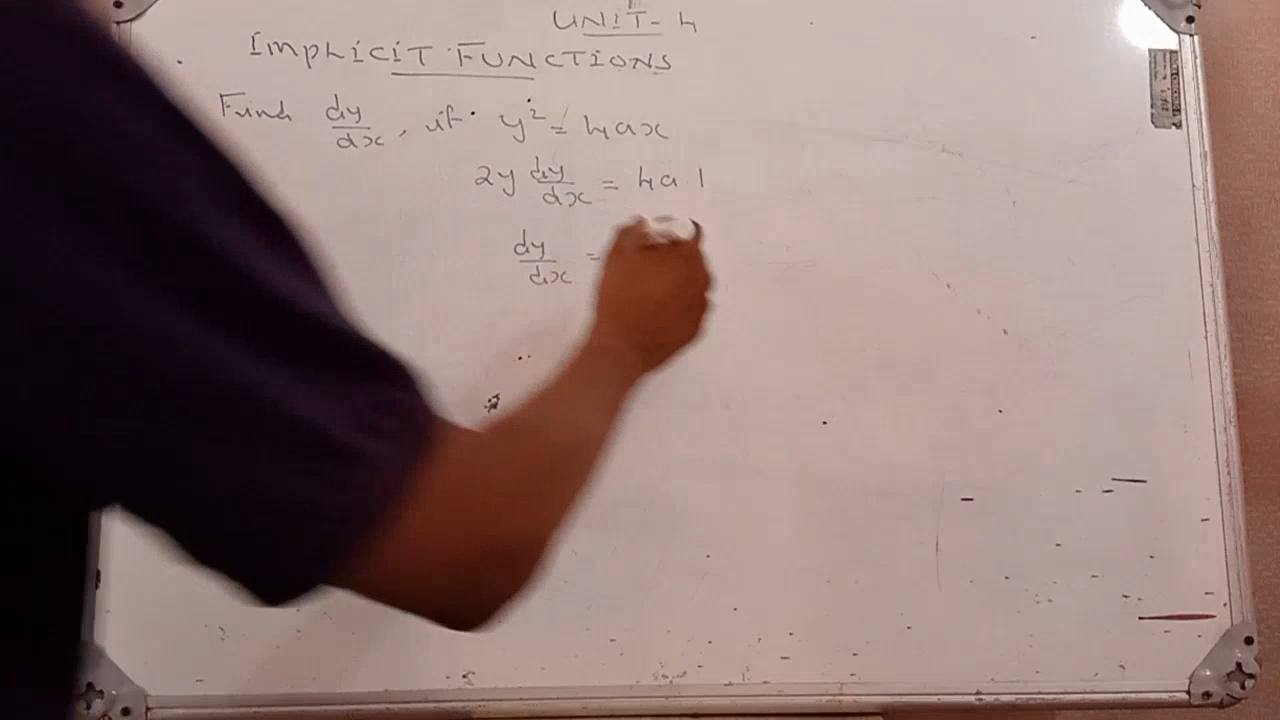 UNIT-4
IMPLICIT FUNCTIONS
Find dy/dx, if y² = 4ax
2y dy/dx = 4a.1
dy/dx =